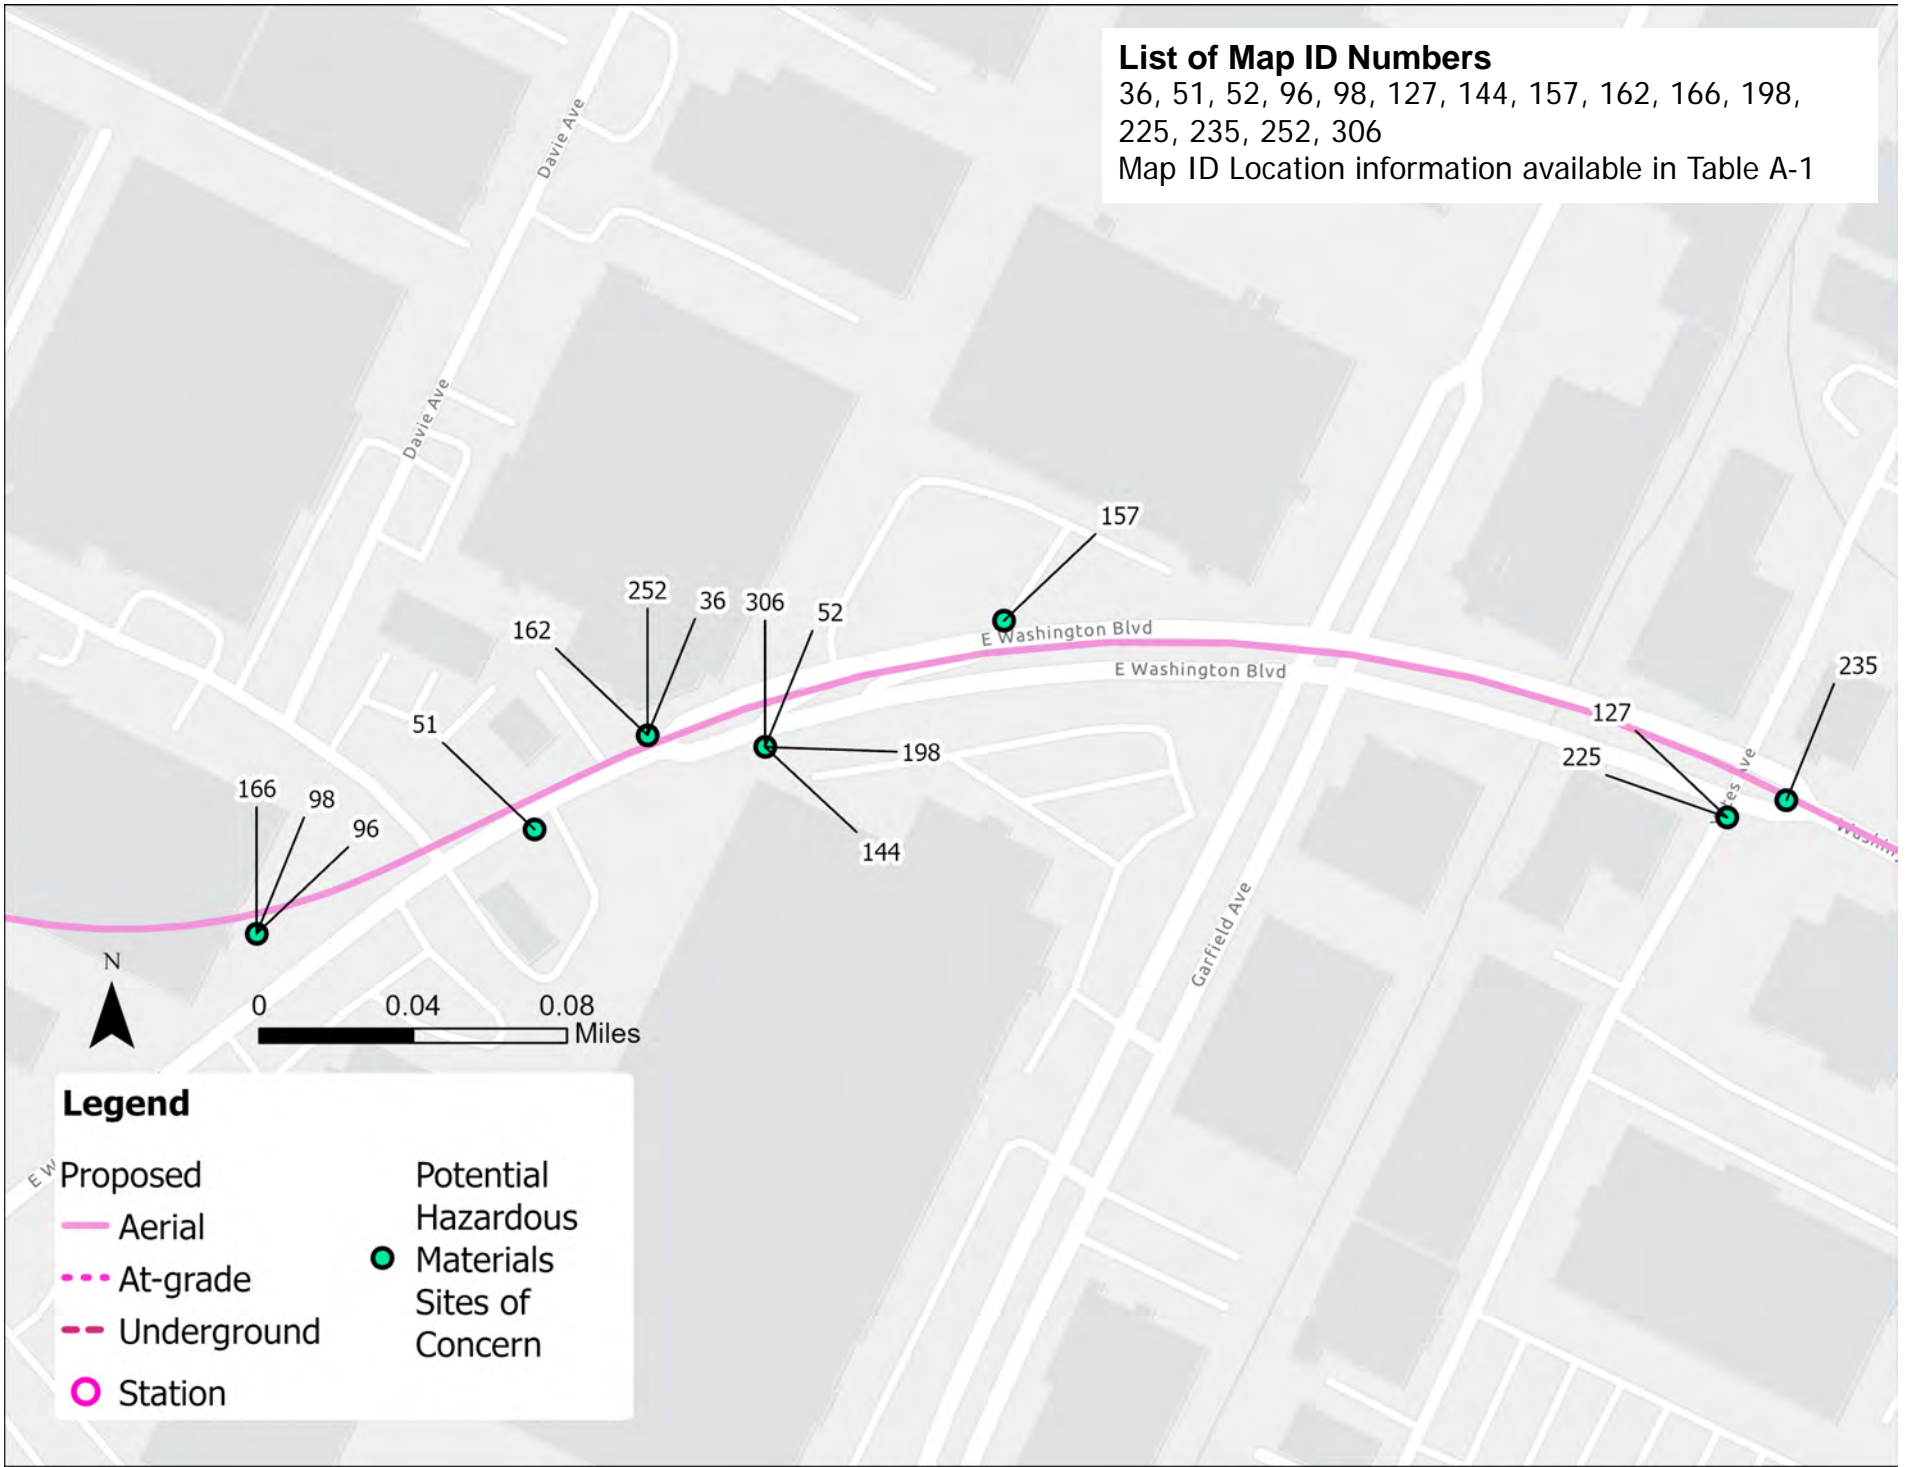 List of Map ID Numbers
36, 51, 52, 96, 98, 127, 144, 157, 162, 166, 198,
225, 235, 252, 306
Map ID Location information available in Table A-1
Davie Ave
Davie Ave
157
252
36
306
52
162
E Washington Blvd
E Washington Blvd
235
127
51
198
225
166
98
96
144
Garfield Ave
N
0 0.04 0.08
Miles
Legend
E W
Proposed
Aerial
At-grade
Underground
Station
Potential
Hazardous
Materials
Sites of
Concern